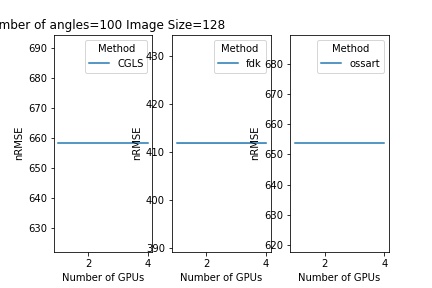 mber of angles=100 Image Size=128
Method
CGLS
nRMSE
690
680
670
660
650
640
630
2
4
Number of GPUs
Method
fdk
nRMSE
430
420
410
400
390
2
4
Number of GPUs
Method
ossart
nRMSE
680
670
660
650
640
630
620
2
4
Number of GPUs